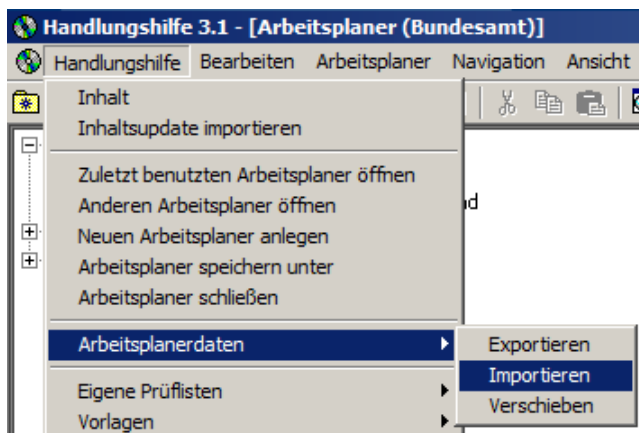 Handlungshilfe 3.1 - [Arbeitsplaner (Bundesamt)]
Handlungshilfe Bearbeiten Arbeitsplaner Navigation Ansicht
Inhalt
Inhaltsupdate importieren
Zuletzt benutzten Arbeitsplaner öffnen
Anderen Arbeitsplaner öffnen
Neuen Arbeitsplaner anlegen
Arbeitsplaner speichern unter
Arbeitsplaner schließen
Arbeitsplanerdaten
Exportieren
Importieren
Verschieben
Eigene Prüflisten
Vorlagen